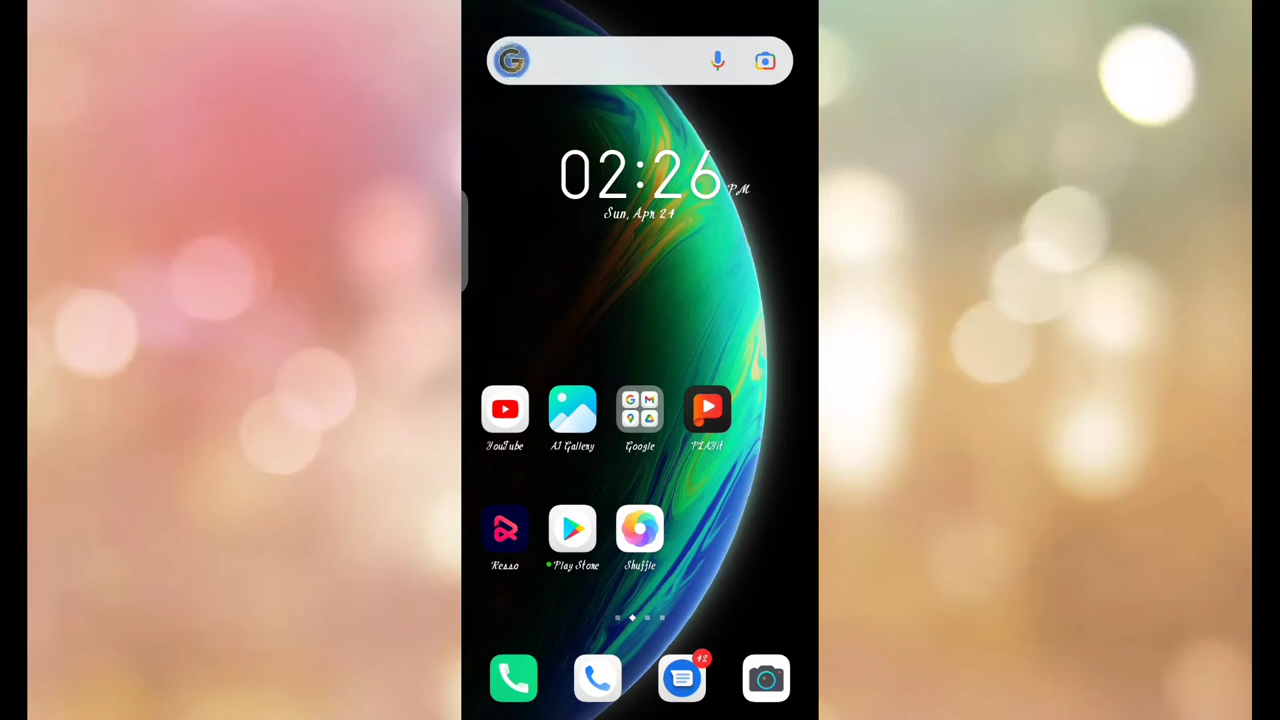 G
02:26 PM
Sun, Apr 24
YouTube
AI Gallery
Google
PLAYit
Resso
Play Store
Shuffle
12